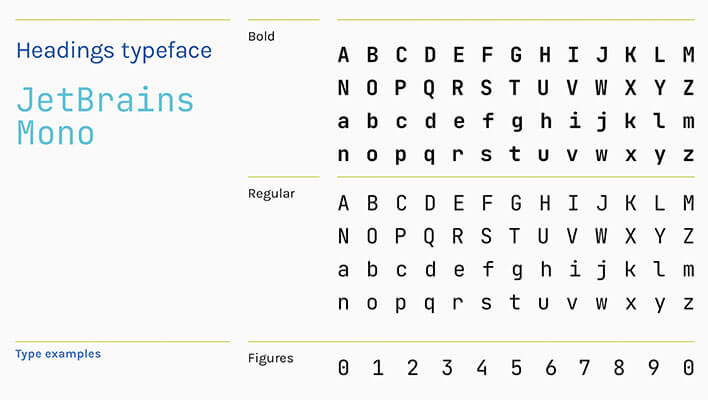 Headings typeface
JetBrains
Mono
Bold
A B C D E F G H I J K L M
N O P Q R S T U V W X Y Z
a b c d e f g h i j k l m
n o p q r s t u v w x y z
Regular
A B C D E F G H I J K L M
N O P Q R S T U V W X Y Z
a b c d e f g h i j k l m
n o p q r s t u v w x y z
Type examples
Figures
0 1 2 3 4 5 6 7 8 9 0